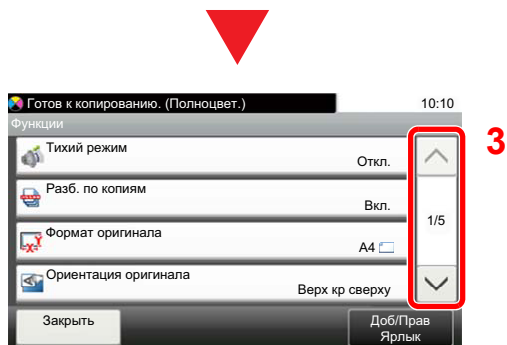 Готов к копированию. (Полноцвет.) 10:10
Функции
Тихий режим
Откл.
Разб. по копиям
Вкл.
Формат оригинала
A4
Ориентация оригинала
Верх кр сверху
1/5
3
Закрыть
Доб/Прав
Ярлык